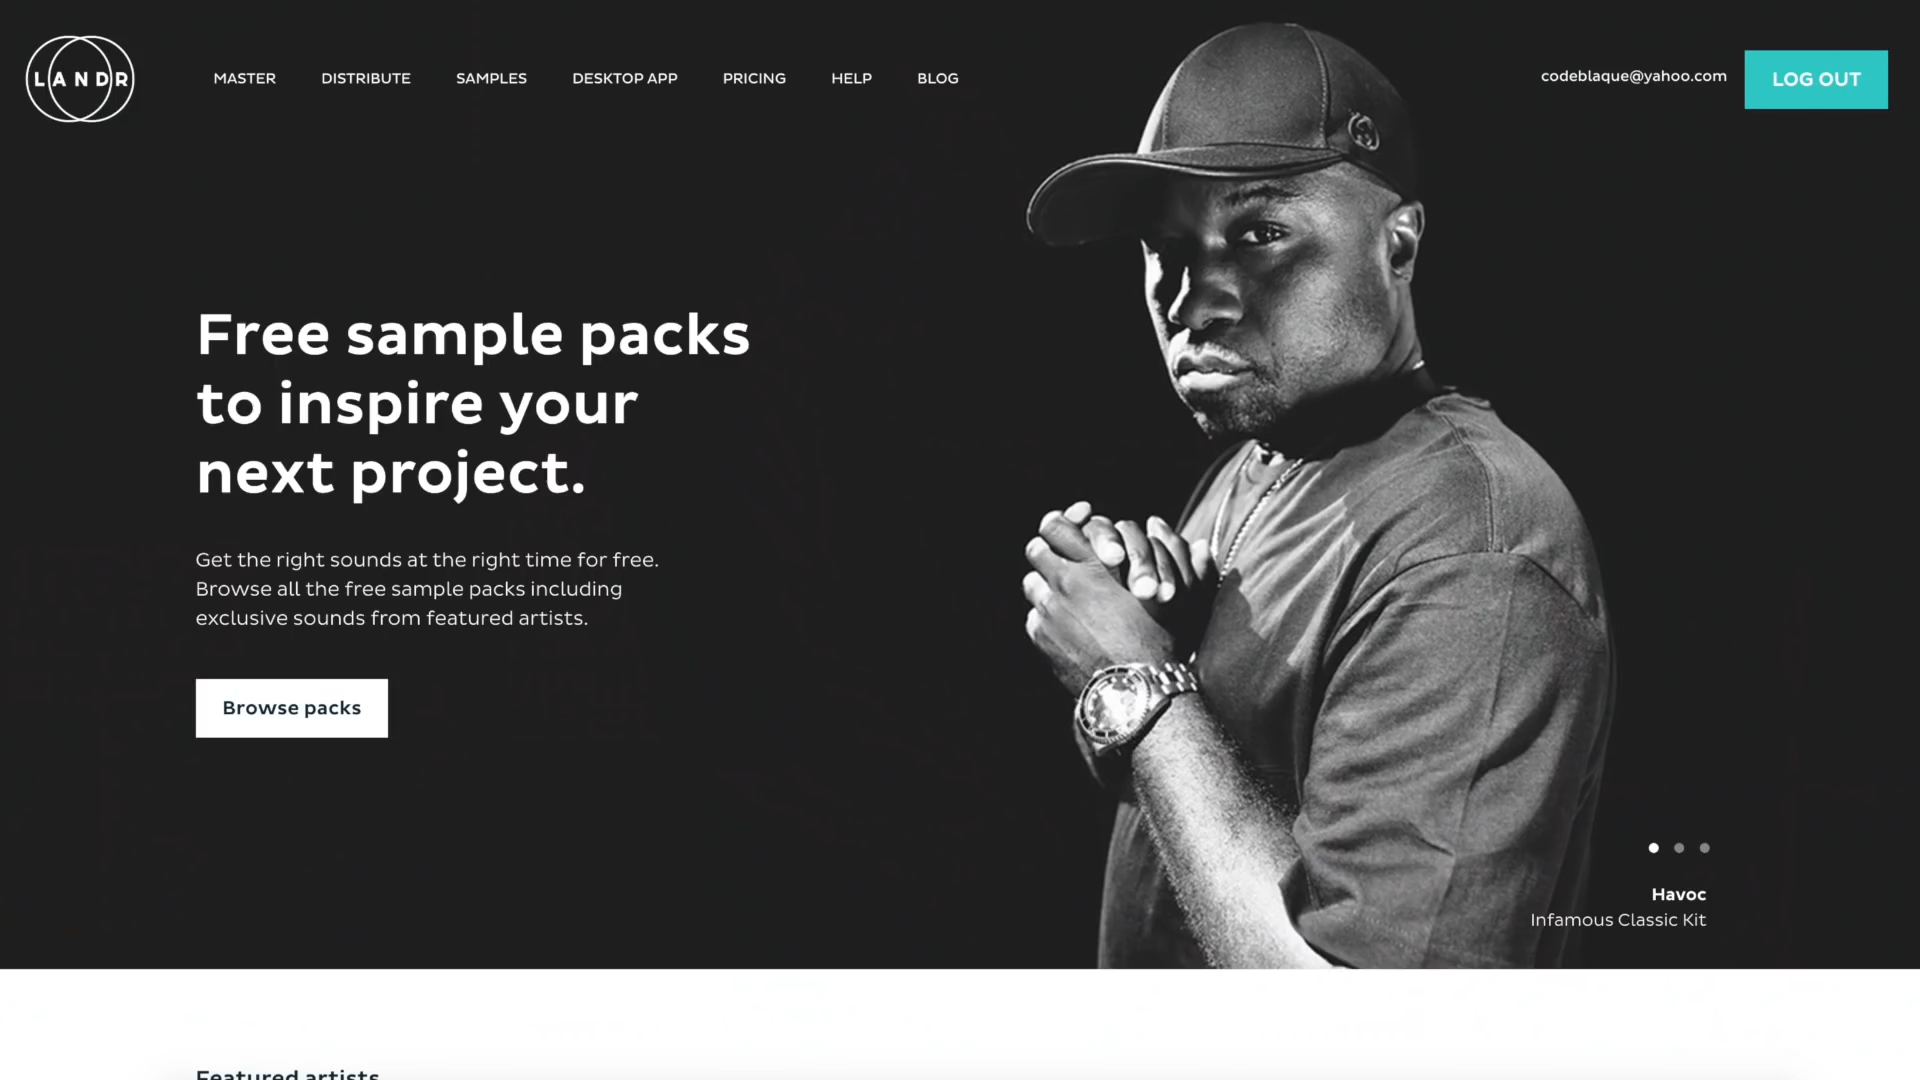 LANDR
MASTER
DISTRIBUTE
SAMPLES
DESKTOP APP
PRICING
HELP
BLOG
codeblaque@yahoo.com
LOG OUT
Free sample packs
to inspire your
next project.
Get the right sounds at the right time for free.
Browse all the free sample packs including
exclusive sounds from featured artists.
Browse packs
Havoc
Infamous Classic Kit
Featured artists